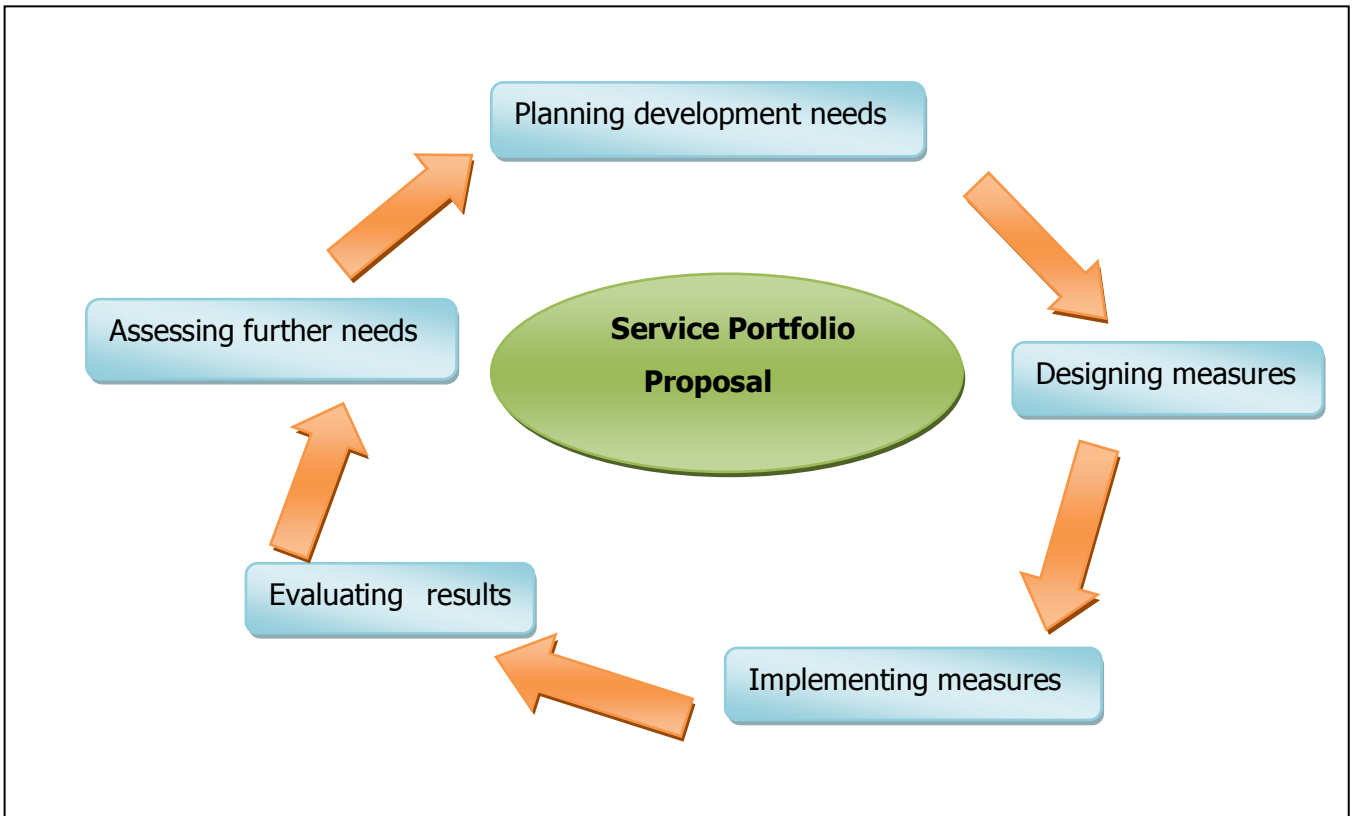 Planning development needs
Assessing further needs
Service Portfolio
Proposal
Designing measures
Evaluating results
Implementing measures